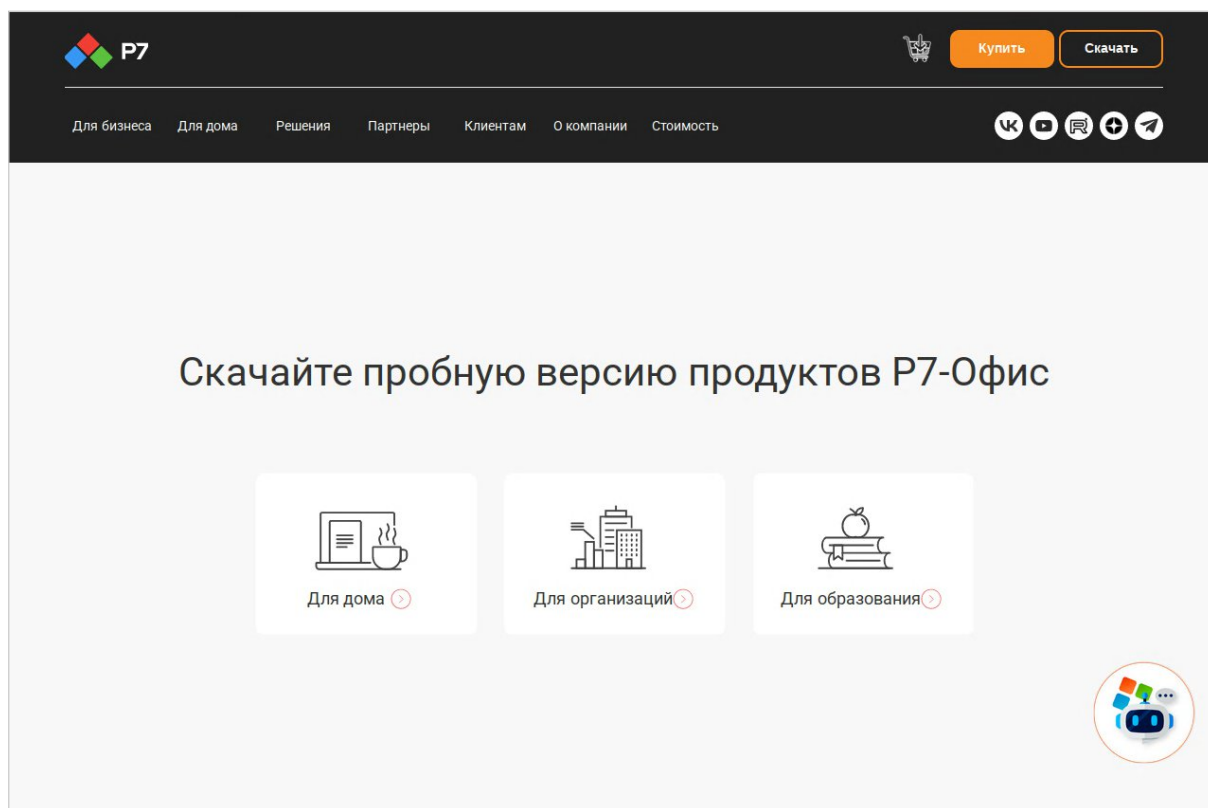 Р7
Купить
Скачать
Для бизнеса Для дома Решения Партнеры Клиентам О компании Стоимость
Скачайте пробную версию продуктов Р7-Офис
Для дома
Для организаций
Для образования